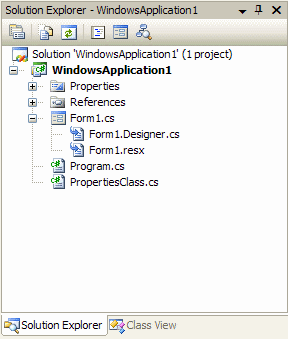 Solution Explorer - WindowsApplication1
Solution 'WindowsApplication1' (1 project)
WindowsApplication1
Properties
References
Form1.cs
Form1.Designer.cs
Form1.resx
Program.cs
PropertiesClass.cs
Solution Explorer Class View